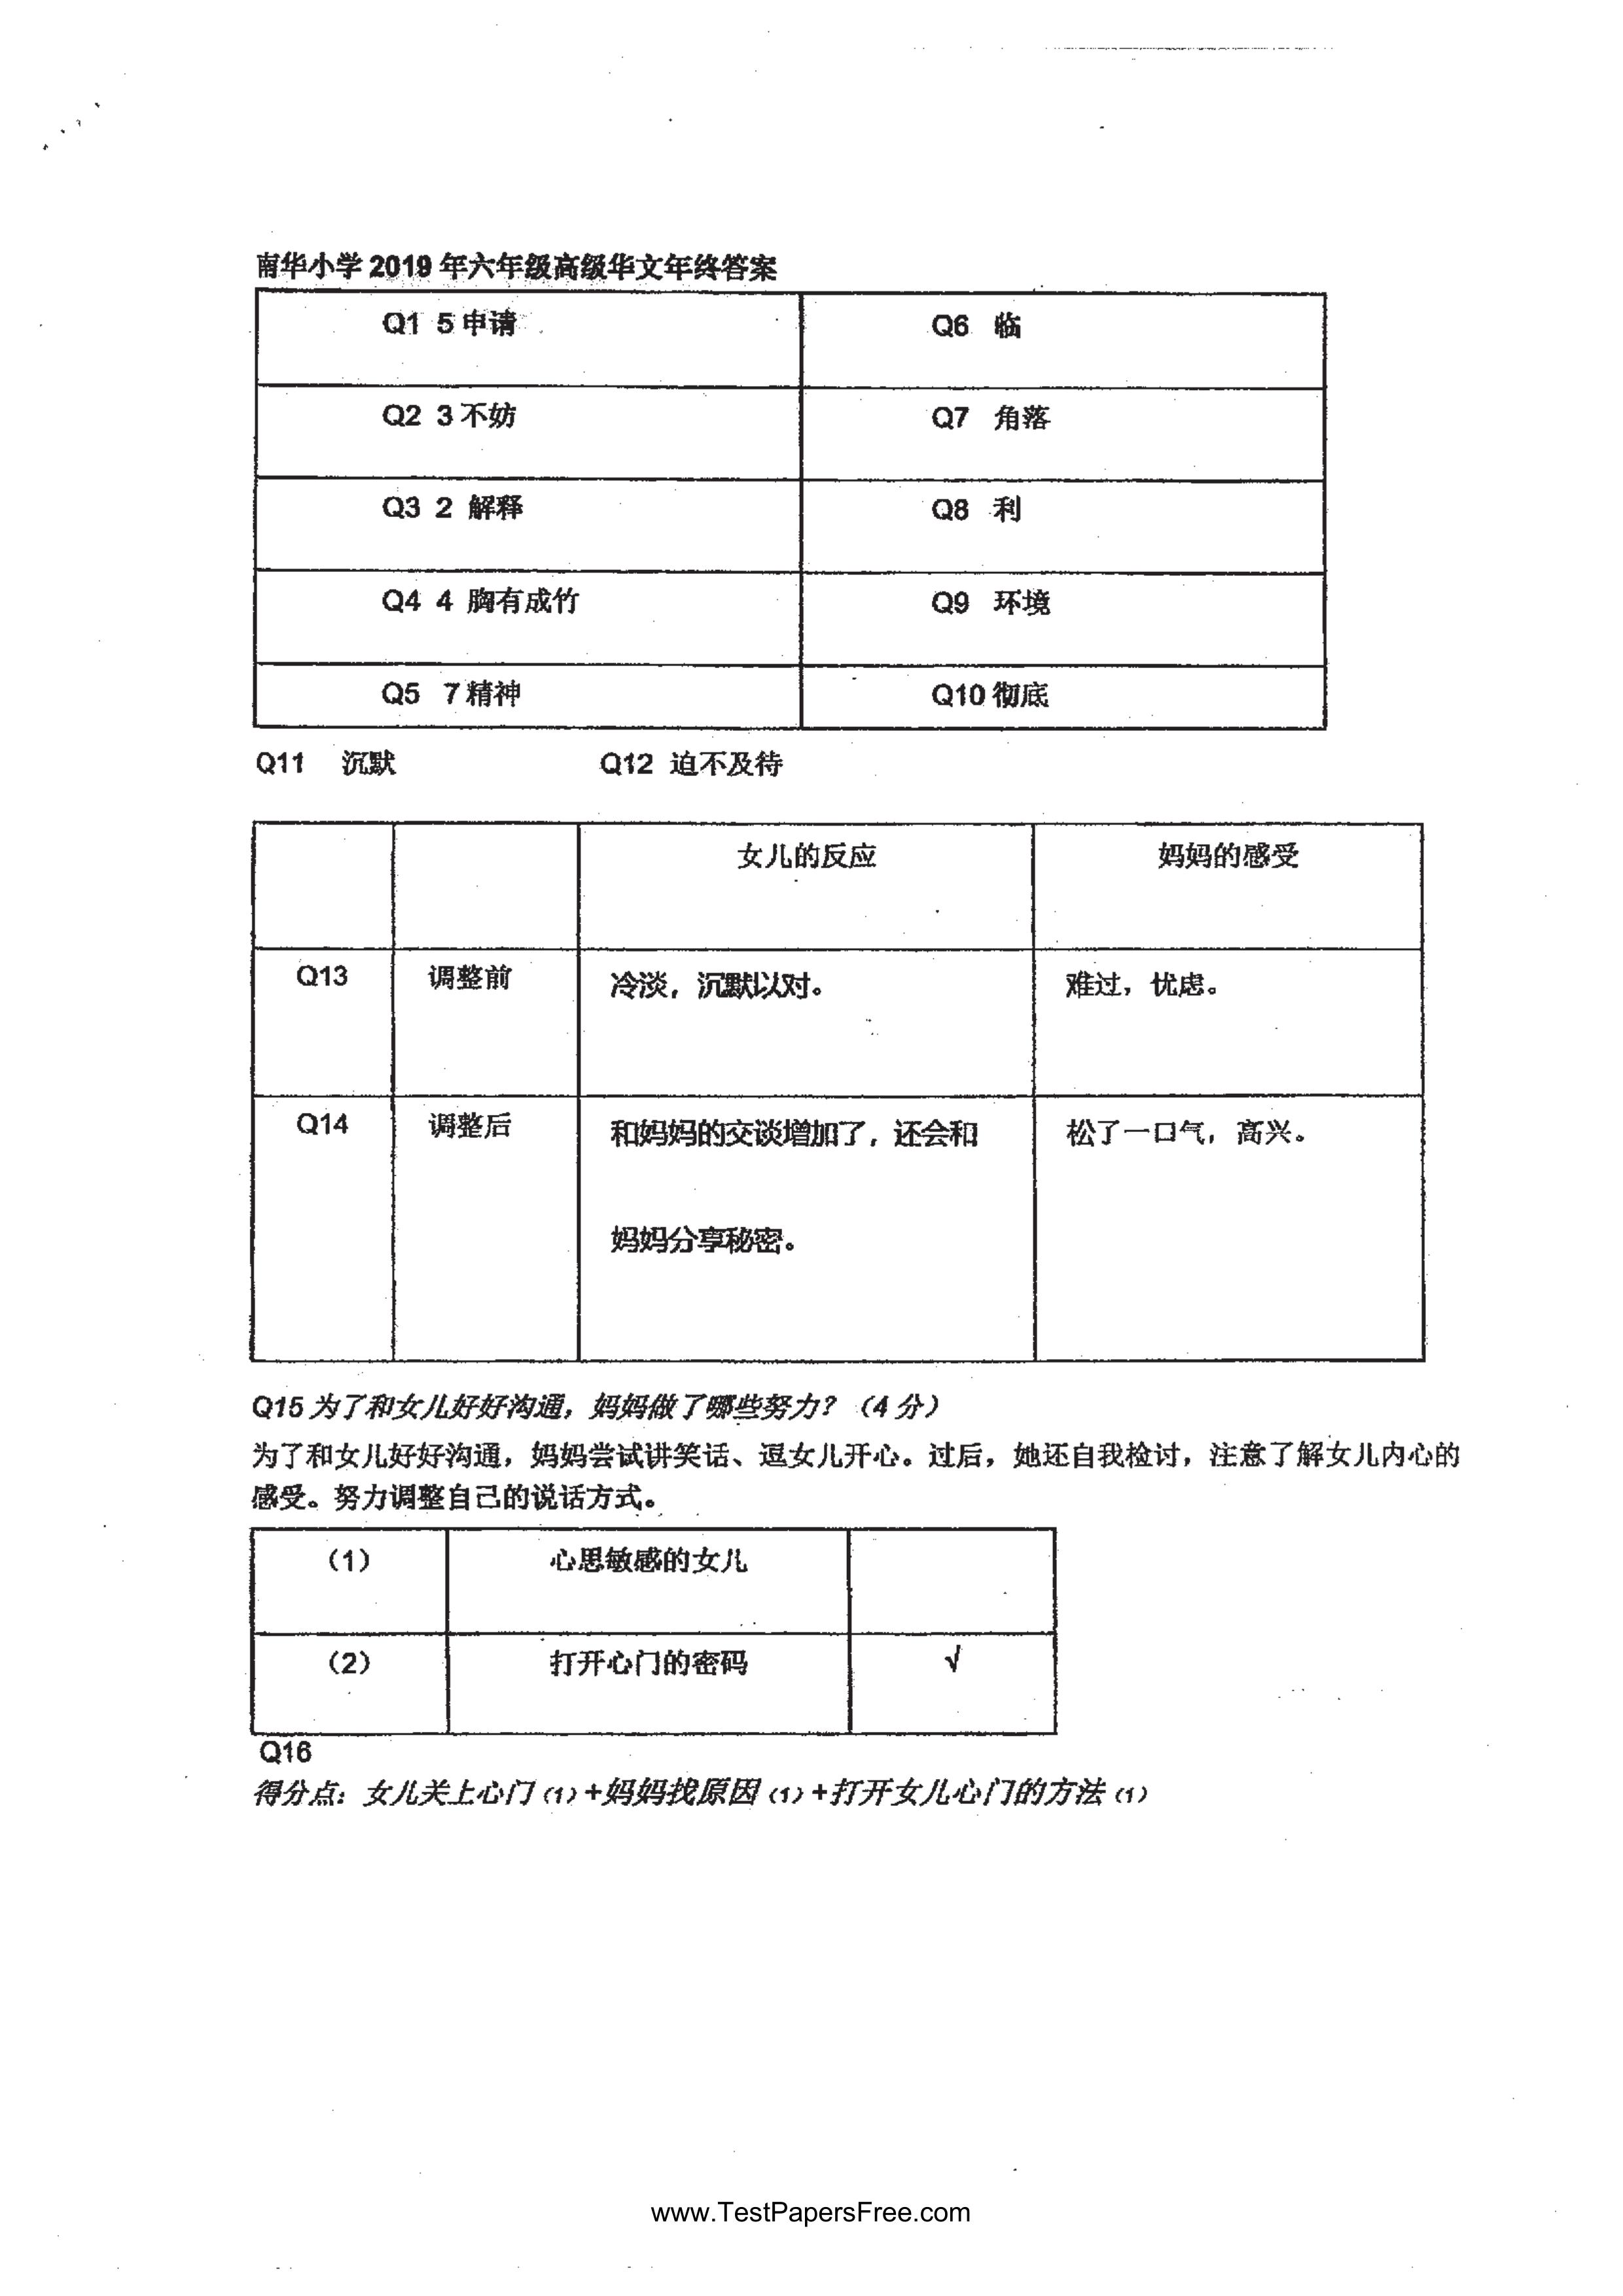 南华小学 2019 年六年级高级华文年终答案
Q1 5 申请
Q6 临
Q2 3 不妨
Q7 角落
Q3 2 解释
Q8 利
Q4 4 胸有成竹
Q9 环境
Q5 7 精神
Q10 彻底
Q11 沉默 Q12 迫不及待
女儿的反应
妈妈的感受
Q13
调整前
冷淡，沉默以对。
难过，忧虑。
Q14
调整后
和妈妈的交谈增加了，还会和
妈妈分享秘密。
松了一口气，高兴。
Q15 为了和女儿好好沟通，妈妈做了哪些努力？（4 分）
为了和女儿好好沟通，妈妈尝试讲笑话、逗女儿开心。过后，她还自我检讨，注意了解女儿内心的
感受。努力调整自己的说话方式。
（1）
心思敏感的女儿
（2）
打开心门的密码
√
Q16
得分点：女儿关上心门（1）+妈妈找原因（1）+打开女儿心门的方法（1）
www.TestPapersFree.com